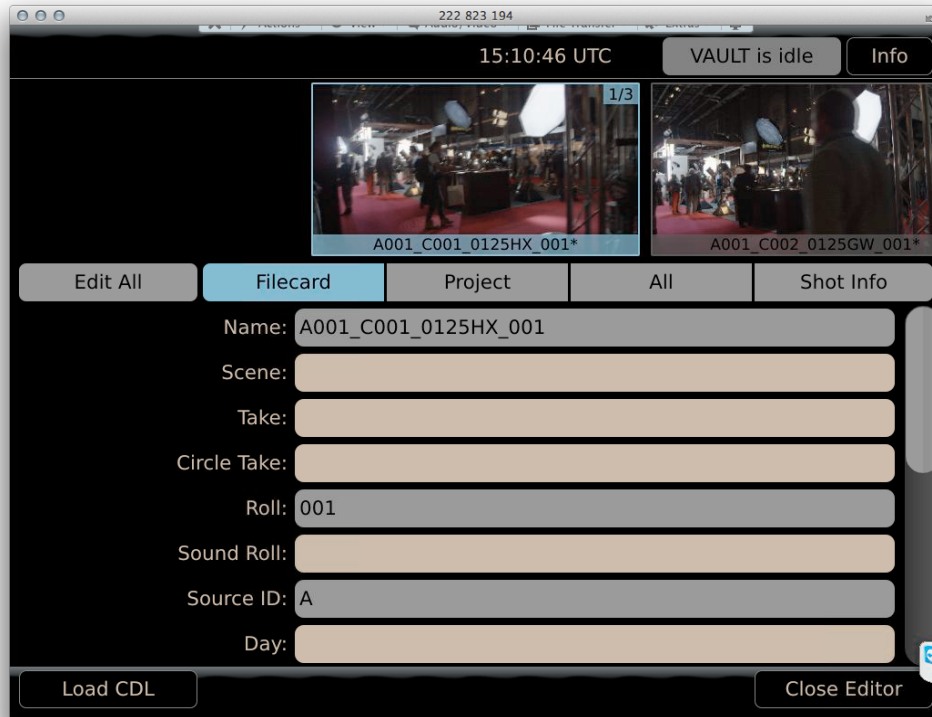 222 823 194
15:10:46 UTC
VAULT is idle
Info
1/3
A001_C001_0125HX_001*
A001_C002_0125GW_001*
Edit All
Filecard
Project
All
Shot Info
Name: A001_C001_0125HX_001
Scene:
Take:
Circle Take:
Roll: 001
Sound Roll:
Source ID: A
Day:
Load CDL
Close Editor